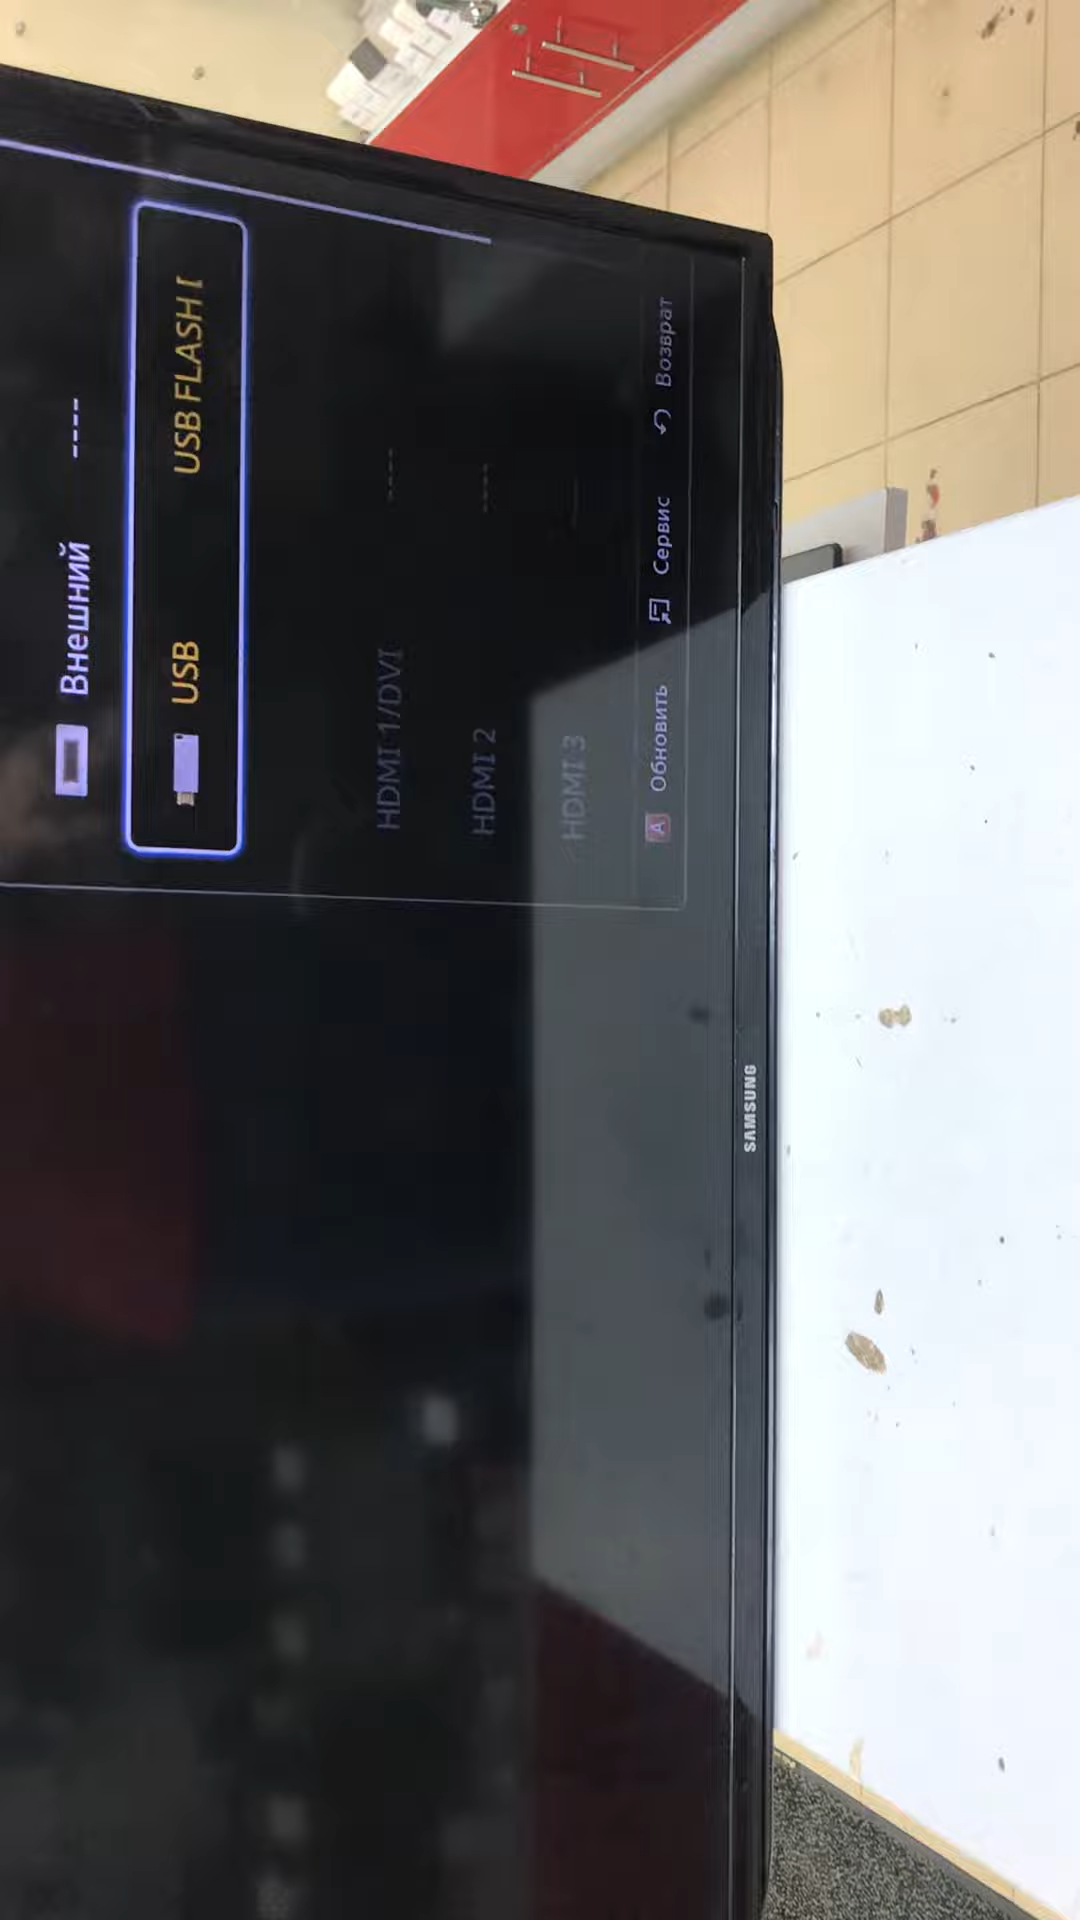 Внешний ----
USB USB FLASH I
HDMI 1/DVI ----
HDMI 2 ----
HDMI 3
A Обновить Сервис Возврат
SAMSUNG